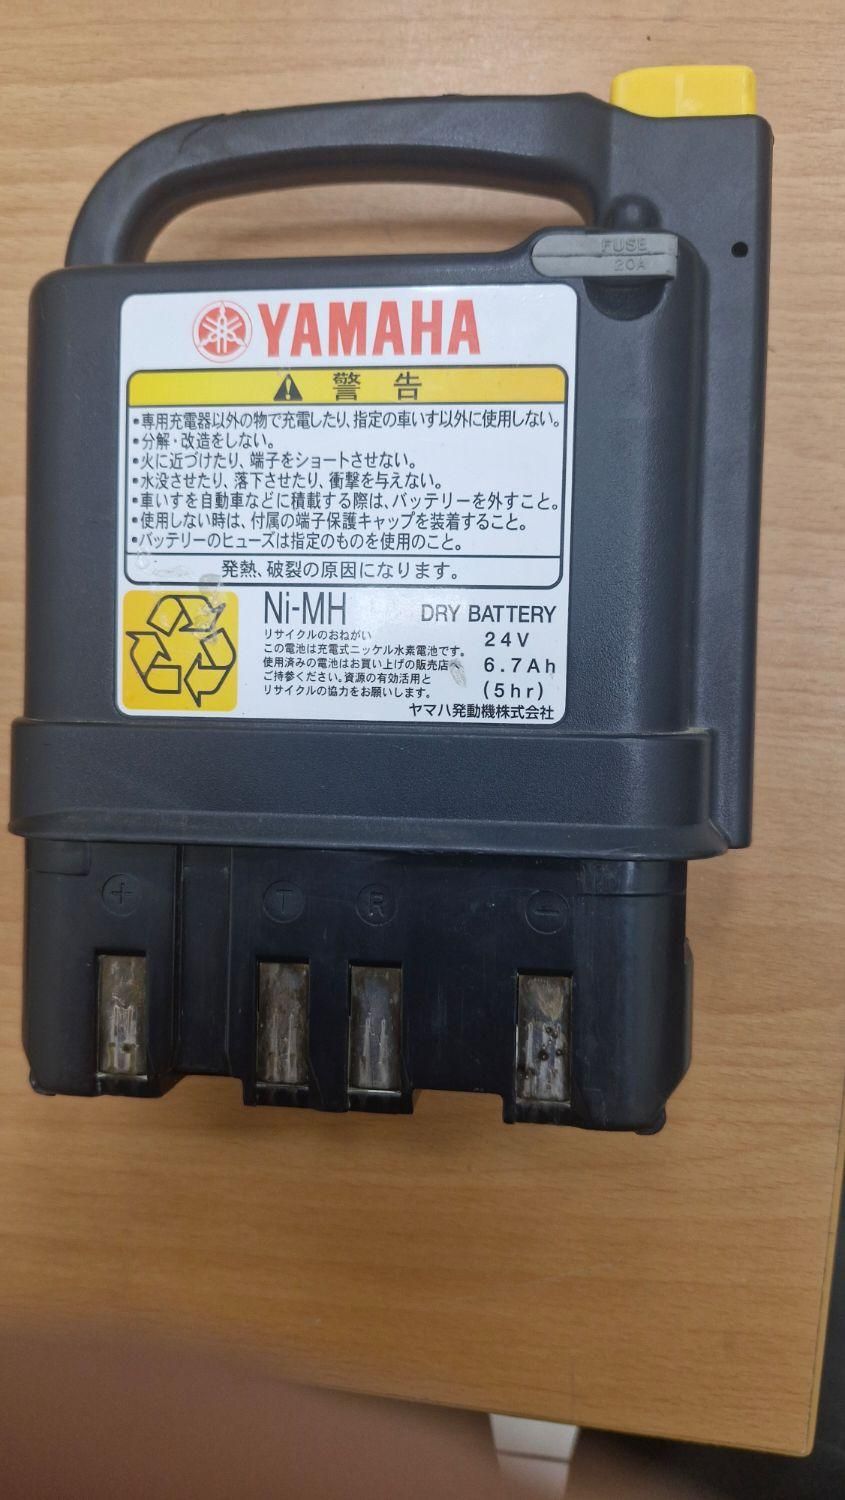 FUSE
20A
YAMAHA
警告
・専用充電器以外の物で充電したり、指定の車いす以外に使用しない。
・分解・改造をしない。
・火に近づけたり、端子をショートさせない。
・水没させたり、落下させたり、衝撃を与えない。
・車いすを自動車などに積載する際は、バッテリーを外すこと。
・使用しない時は、付属の端子保護キャップを装着すること。
・バッテリーのヒューズは指定のものを使用のこと。
発熱、破裂の原因になります。
Ni-MH DRY BATTERY
24V
6.7Ah
(5hr)
リサイクルのおねがい
この電池は充電式ニッケル水素電池です。
使用済みの電池はお買い上げの販売店へ
ご持参ください。資源の有効活用と
リサイクルの協力をお願いします。
ヤマハ発動機株式会社
+ T R −